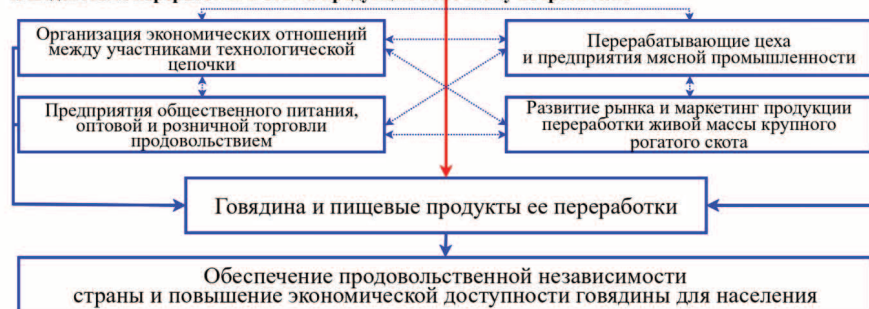 Организация экономических отношений
между участниками технологической
цепочки
Перерабатывающие цеха
и предприятия мясной промышленности
Предприятия общественного питания,
оптовой и розничной торговли
продовольствием
Развитие рынка и маркетинг продукции
переработки живой массы крупного
рогатого скота
Говядина и пищевые продукты ее переработки
Обеспечение продовольственной независимости
страны и повышение экономической доступности говядины для населения